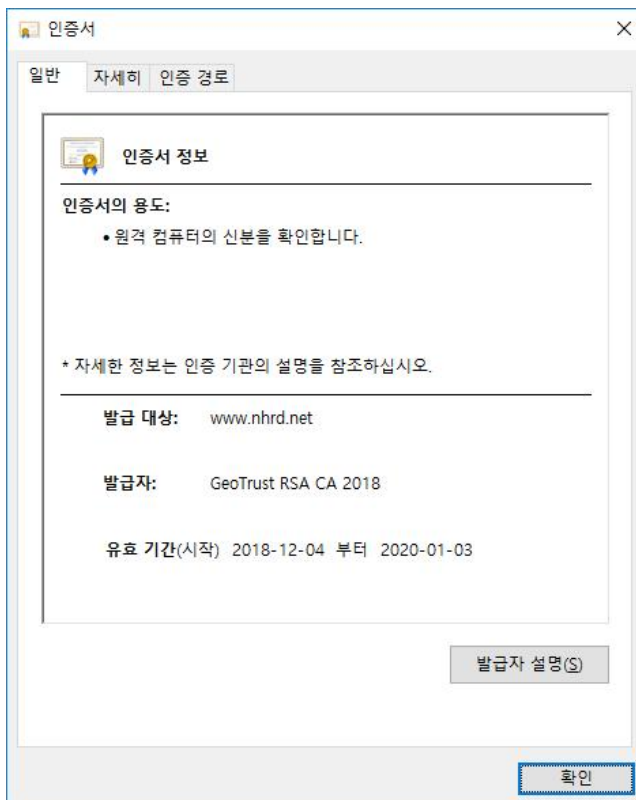 인증서
일반 자세히 인증 경로
인증서 정보
인증서의 용도:
• 원격 컴퓨터의 신분을 확인합니다.
* 자세한 정보는 인증 기관의 설명을 참조하십시오.
발급 대상: www.nhrd.net
발급자: GeoTrust RSA CA 2018
유효 기간(시작) 2018-12-04 부터 2020-01-03
발급자 설명(S)
확인